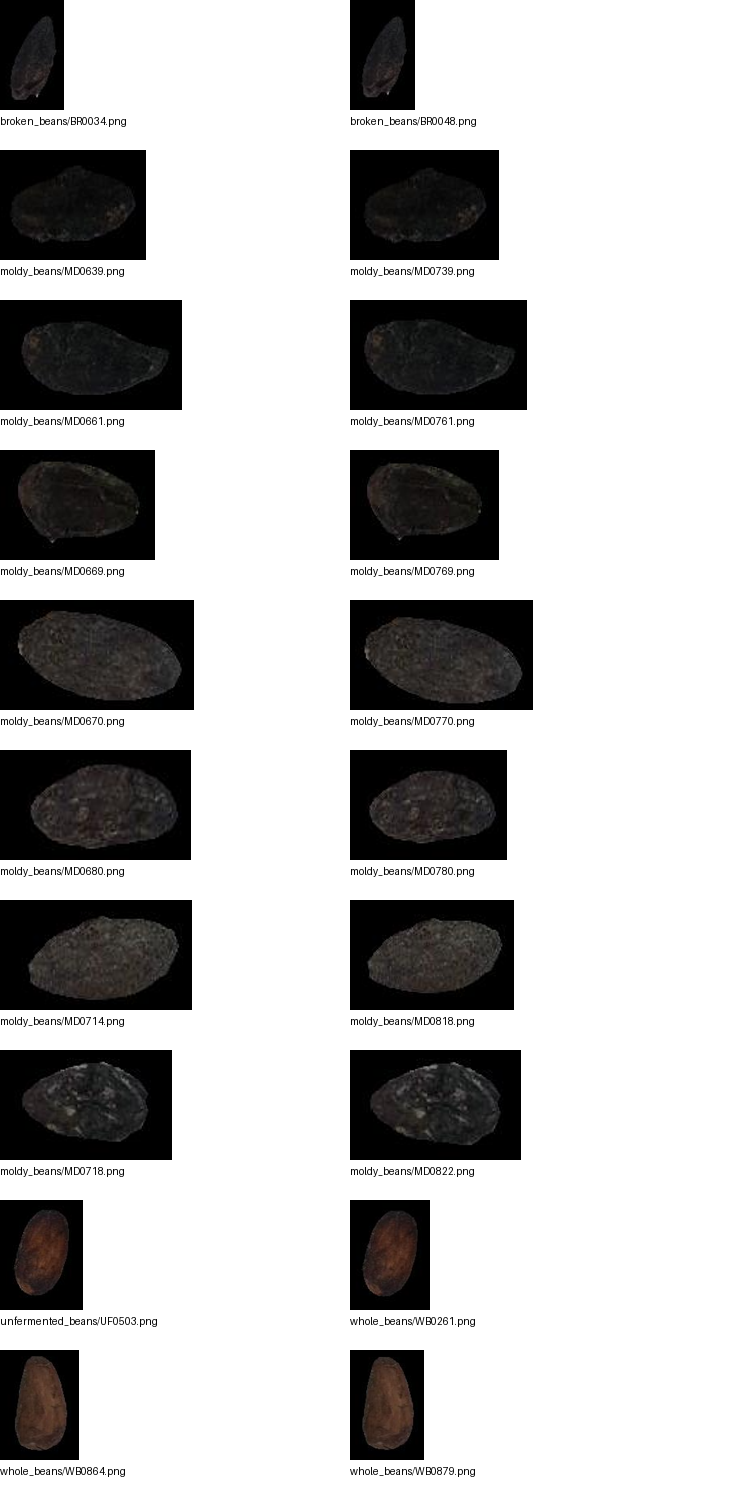 broken_beans/BR0034.png broken_beans/BR0048.png
moldy_beans/MD0639.png moldy_beans/MD0739.png
moldy_beans/MD0661.png moldy_beans/MD0761.png
moldy_beans/MD0669.png moldy_beans/MD0769.png
moldy_beans/MD0670.png moldy_beans/MD0770.png
moldy_beans/MD0680.png moldy_beans/MD0780.png
moldy_beans/MD0714.png moldy_beans/MD0818.png
moldy_beans/MD0718.png moldy_beans/MD0822.png
unfermented_beans/UF0503.png whole_beans/WB0261.png
whole_beans/WB0864.png whole_beans/WB0879.png